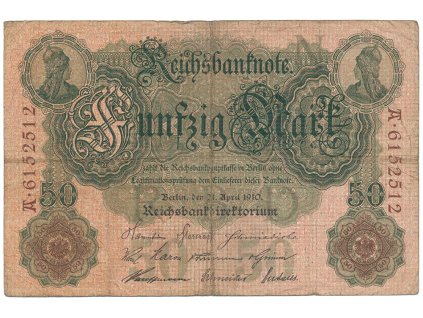 Reichsbanknote.
Fünfzig Mark
zahlt die Reichsbankhauptkasse in Berlin ohne
Legitimationsprüfung dem Einlieferer dieser Banknote.
Berlin, den 21. April 1910.
Reichsbankdirektorium
50
50
A·6152512
A·6152512